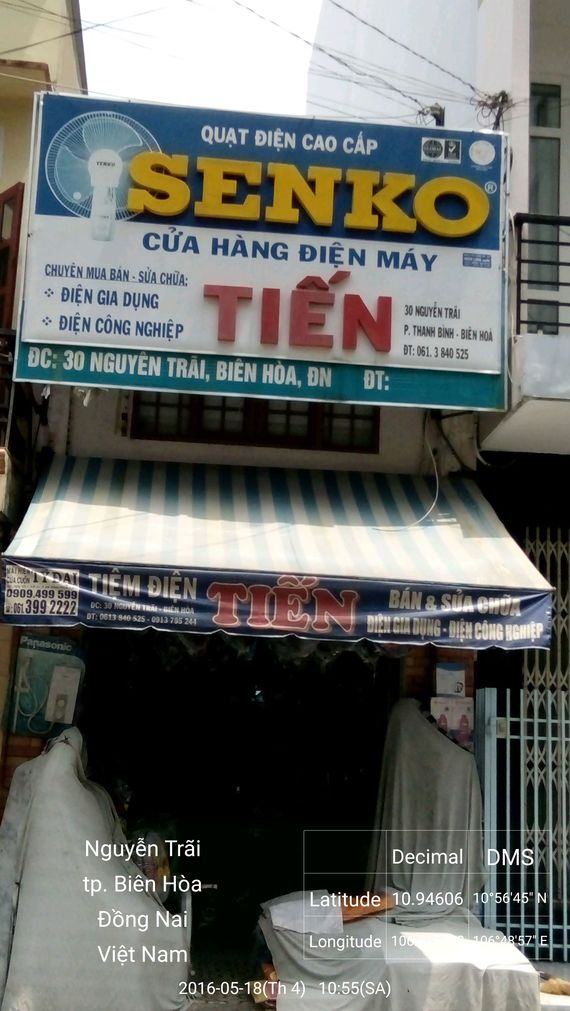 QUẠT ĐIỆN CAO CẤP
SENKO®
CỬA HÀNG ĐIỆN MÁY
CHUYÊN MUA BÁN - SỬA CHỮA:
ĐIỆN GIA DỤNG
ĐIỆN CÔNG NGHIỆP
TIẾN
30 NGUYỄN TRÃI
P. THANH BÌNH - BIÊN HOÀ
ĐT: 061. 3 840 525
ĐC: 30 NGUYỄN TRÃI, BIÊN HÒA, ĐN ĐT:
CỬA CUỐN
0909.499 599
061 399 2222
TIỆM ĐIỆN
ĐC: 30 NGUYỄN TRÃI - BIÊN HÒA
ĐT: 0613 840 525 - 0913 795 244
TIẾN
BÁN & SỬA CHỮA
ĐIỆN GIA DỤNG - ĐIỆN CÔNG NGHIỆP
Panasonic
Nguyễn Trãi
tp. Biên Hòa
Đồng Nai
Việt Nam
Decimal DMS
Latitude 10.94606 10°56'45" N
Longitude 106°48'57" E
2016-05-18(Th 4) 10:55(SA)